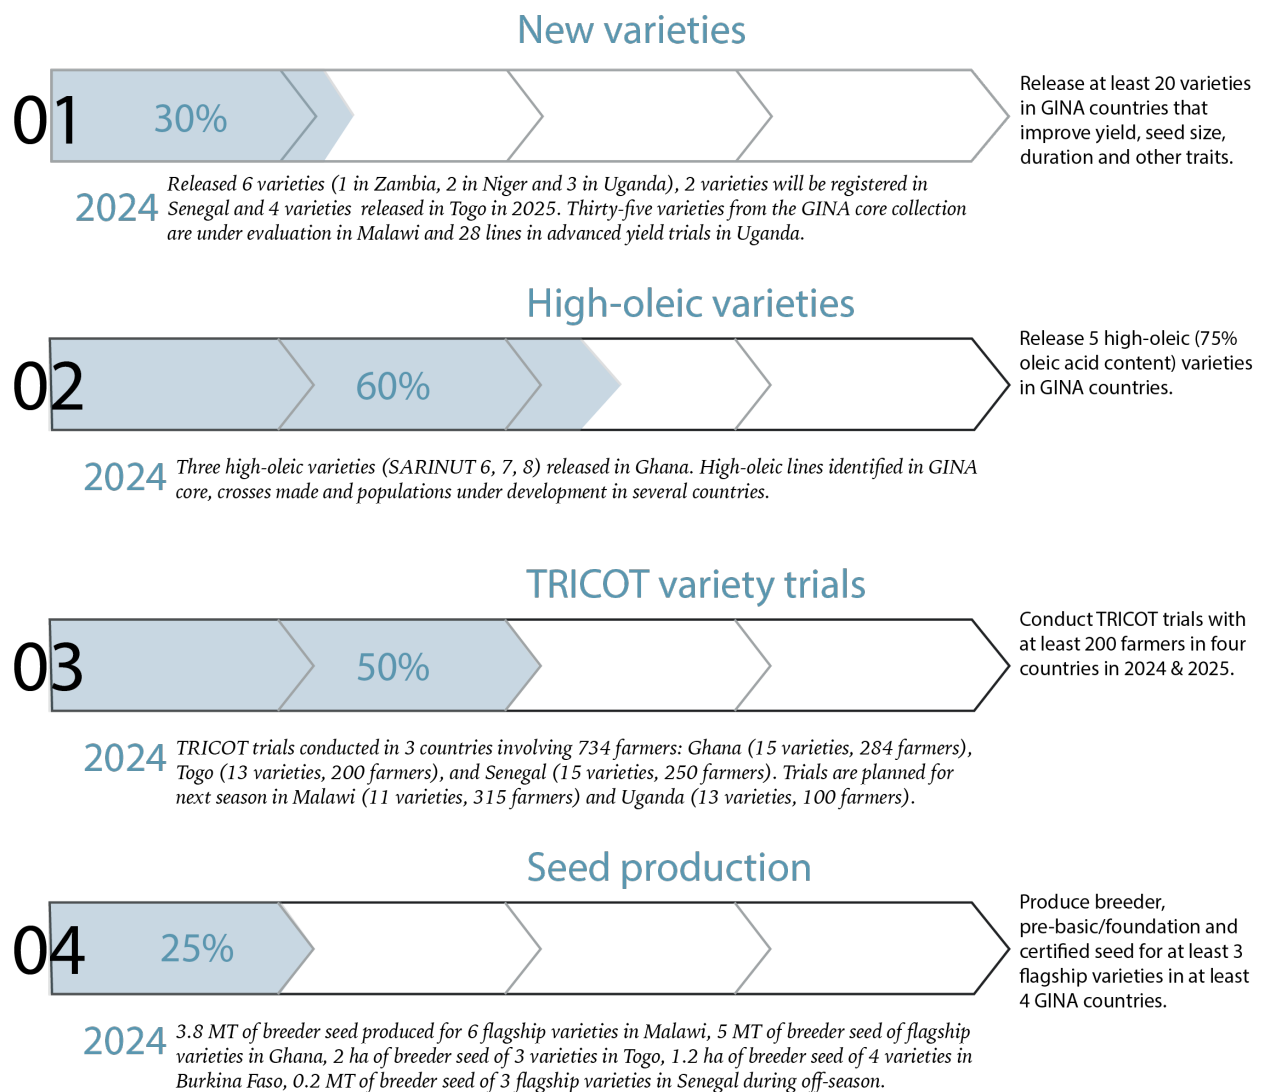 New varieties
01
30%
Release at least 20 varieties
in GINA countries that
improve yield, seed size,
duration and other traits.
2024
Released 6 varieties (1 in Zambia, 2 in Niger and 3 in Uganda), 2 varieties will be registered in
Senegal and 4 varieties released in Togo in 2025. Thirty-five varieties from the GINA core collection
are under evaluation in Malawi and 28 lines in advanced yield trials in Uganda.
High-oleic varieties
02
60%
Release 5 high-oleic (75%
oleic acid content) varieties
in GINA countries.
2024
Three high-oleic varieties (SARINUT 6, 7, 8) released in Ghana. High-oleic lines identified in GINA
core, crosses made and populations under development in several countries.
TRICOT variety trials
03
50%
Conduct TRICOT trials with
at least 200 farmers in four
countries in 2024 & 2025.
2024
TRICOT trials conducted in 3 countries involving 734 farmers: Ghana (15 varieties, 284 farmers),
Togo (13 varieties, 200 farmers), and Senegal (15 varieties, 250 farmers). Trials are planned for
next season in Malawi (11 varieties, 315 farmers) and Uganda (13 varieties, 100 farmers).
Seed production
04
25%
Produce breeder,
pre-basic/foundation and
certified seed for at least 3
flagship varieties in at least
4 GINA countries.
2024
3.8 MT of breeder seed produced for 6 flagship varieties in Malawi, 5 MT of breeder seed of flagship
varieties in Ghana, 2 ha of breeder seed of 3 varieties in Togo, 1.2 ha of breeder seed of 4 varieties in
Burkina Faso, 0.2 MT of breeder seed of 3 flagship varieties in Senegal during off-season.